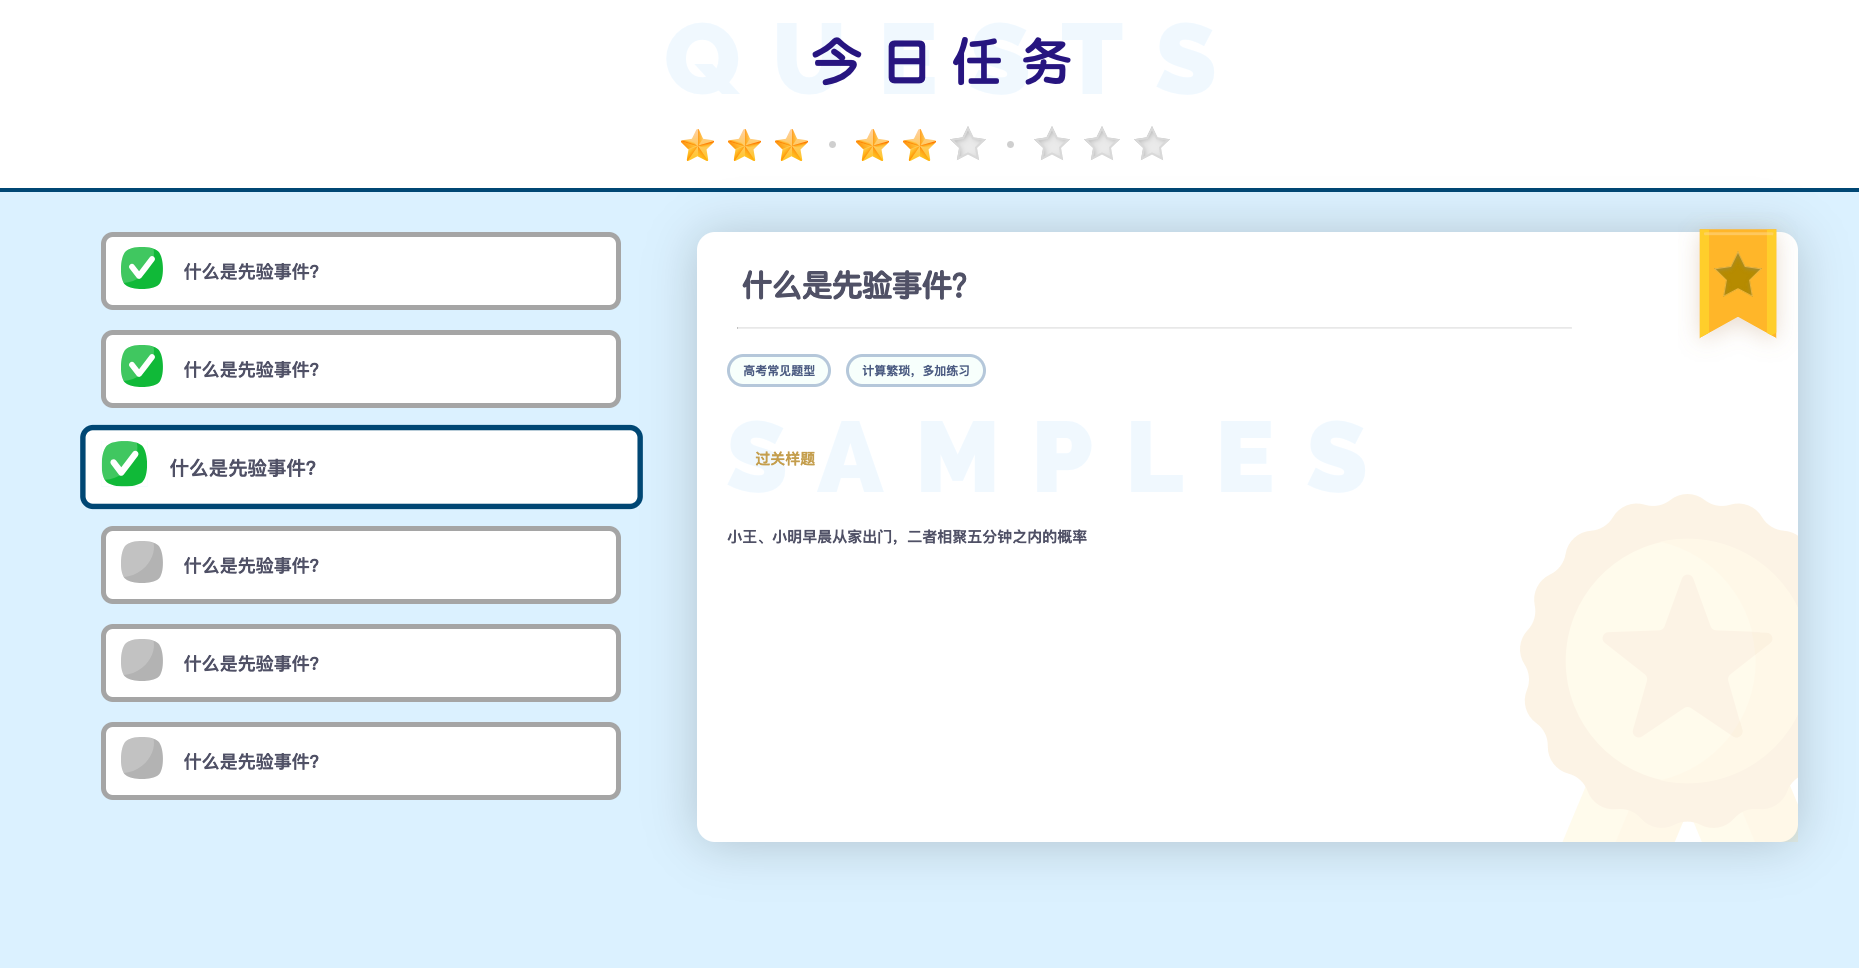 QUESTS
今日任务
什么是先验事件?
什么是先验事件?
什么是先验事件?
什么是先验事件?
什么是先验事件?
什么是先验事件?
什么是先验事件?
高考常见题型
计算繁琐，多加练习
SAMPLES
过关样题
小王、小明早晨从家出门，二者相聚五分钟之内的概率